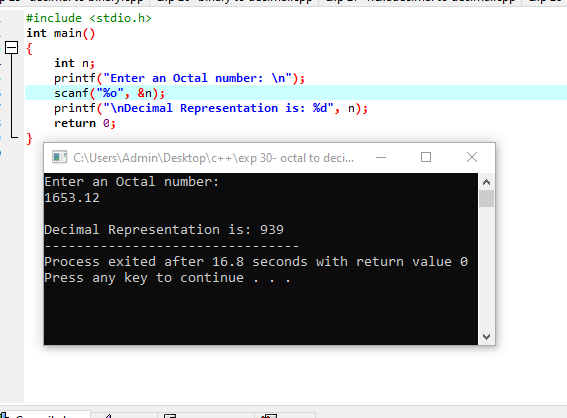 #include <stdio.h>
int main()
{
int n;
printf("Enter an Octal number: \n");
scanf("%o", &n);
printf("\nDecimal Representation is: %d", n);
return 0;
}
C:\Users\Admin\Desktop\c++\exp 30- octal to deci...
Enter an Octal number:
1653.12
Decimal Representation is: 939
--------------------------------
Process exited after 16.8 seconds with return value 0
Press any key to continue . . .